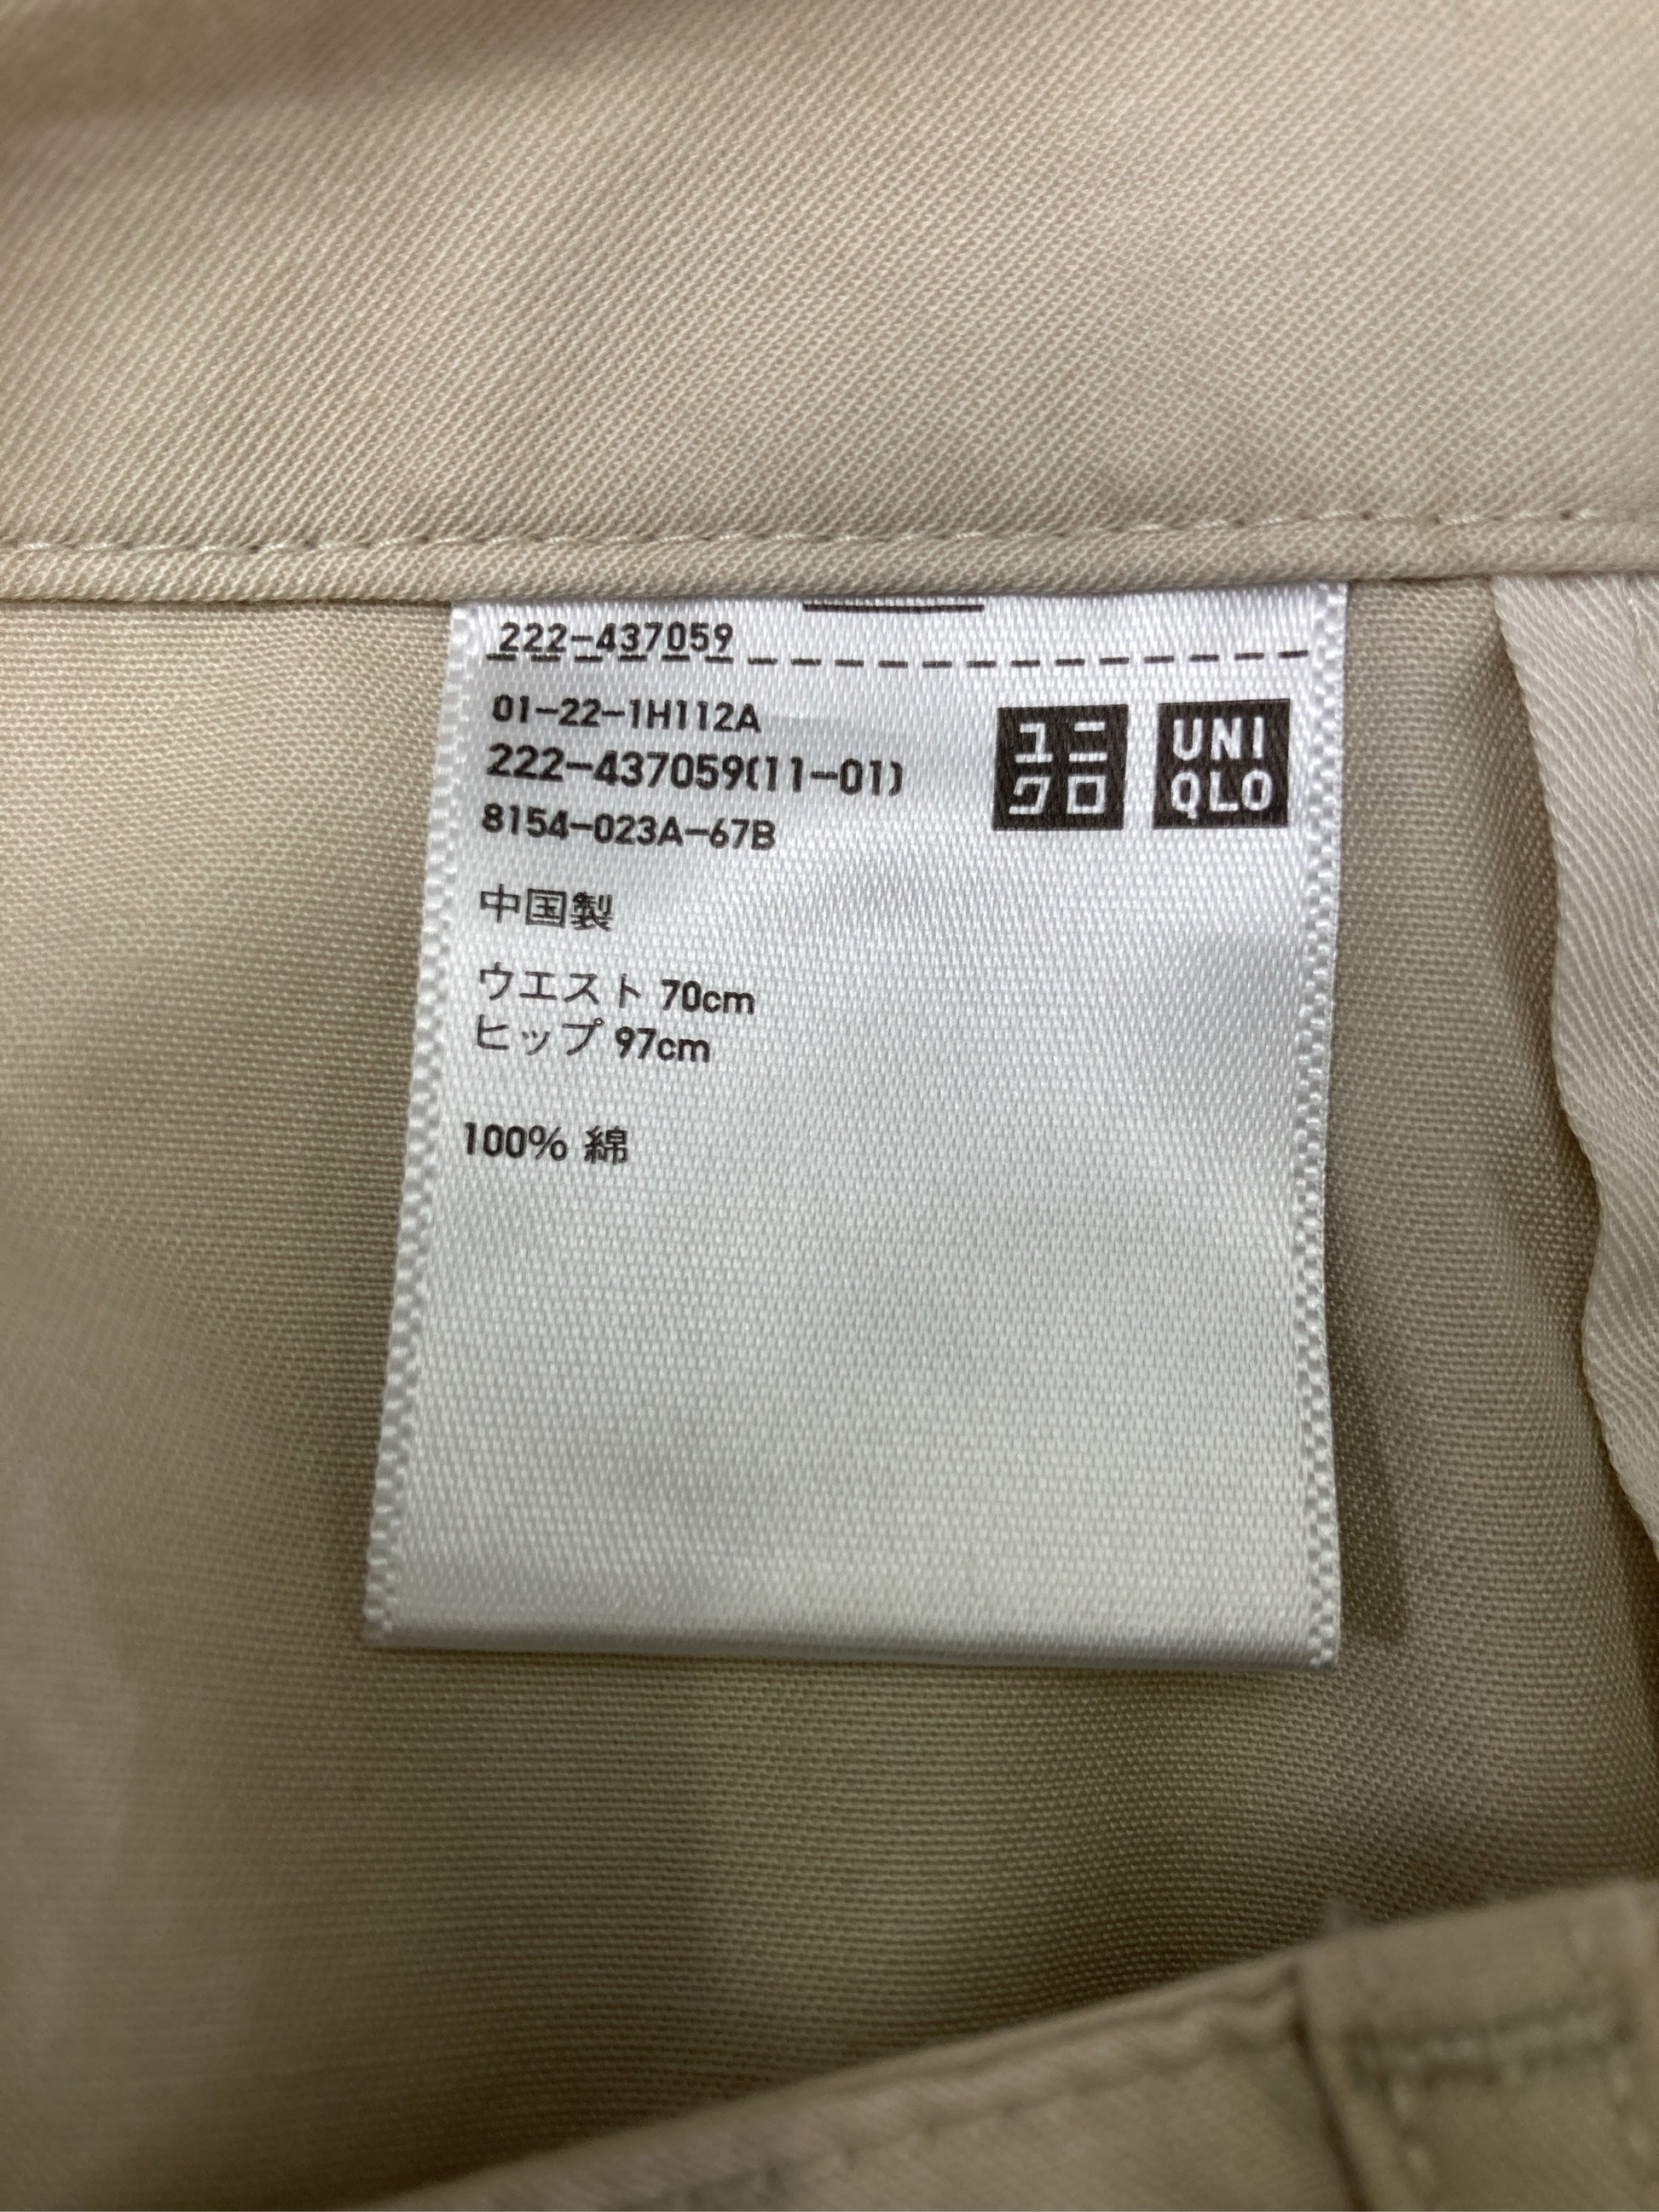 222-437059
01-22-1H112A
222-437059(11-01)
8154-023A-67B
ユニクロ
UNIQLO
中国製
ウエスト 70cm
ヒップ 97cm
100% 綿